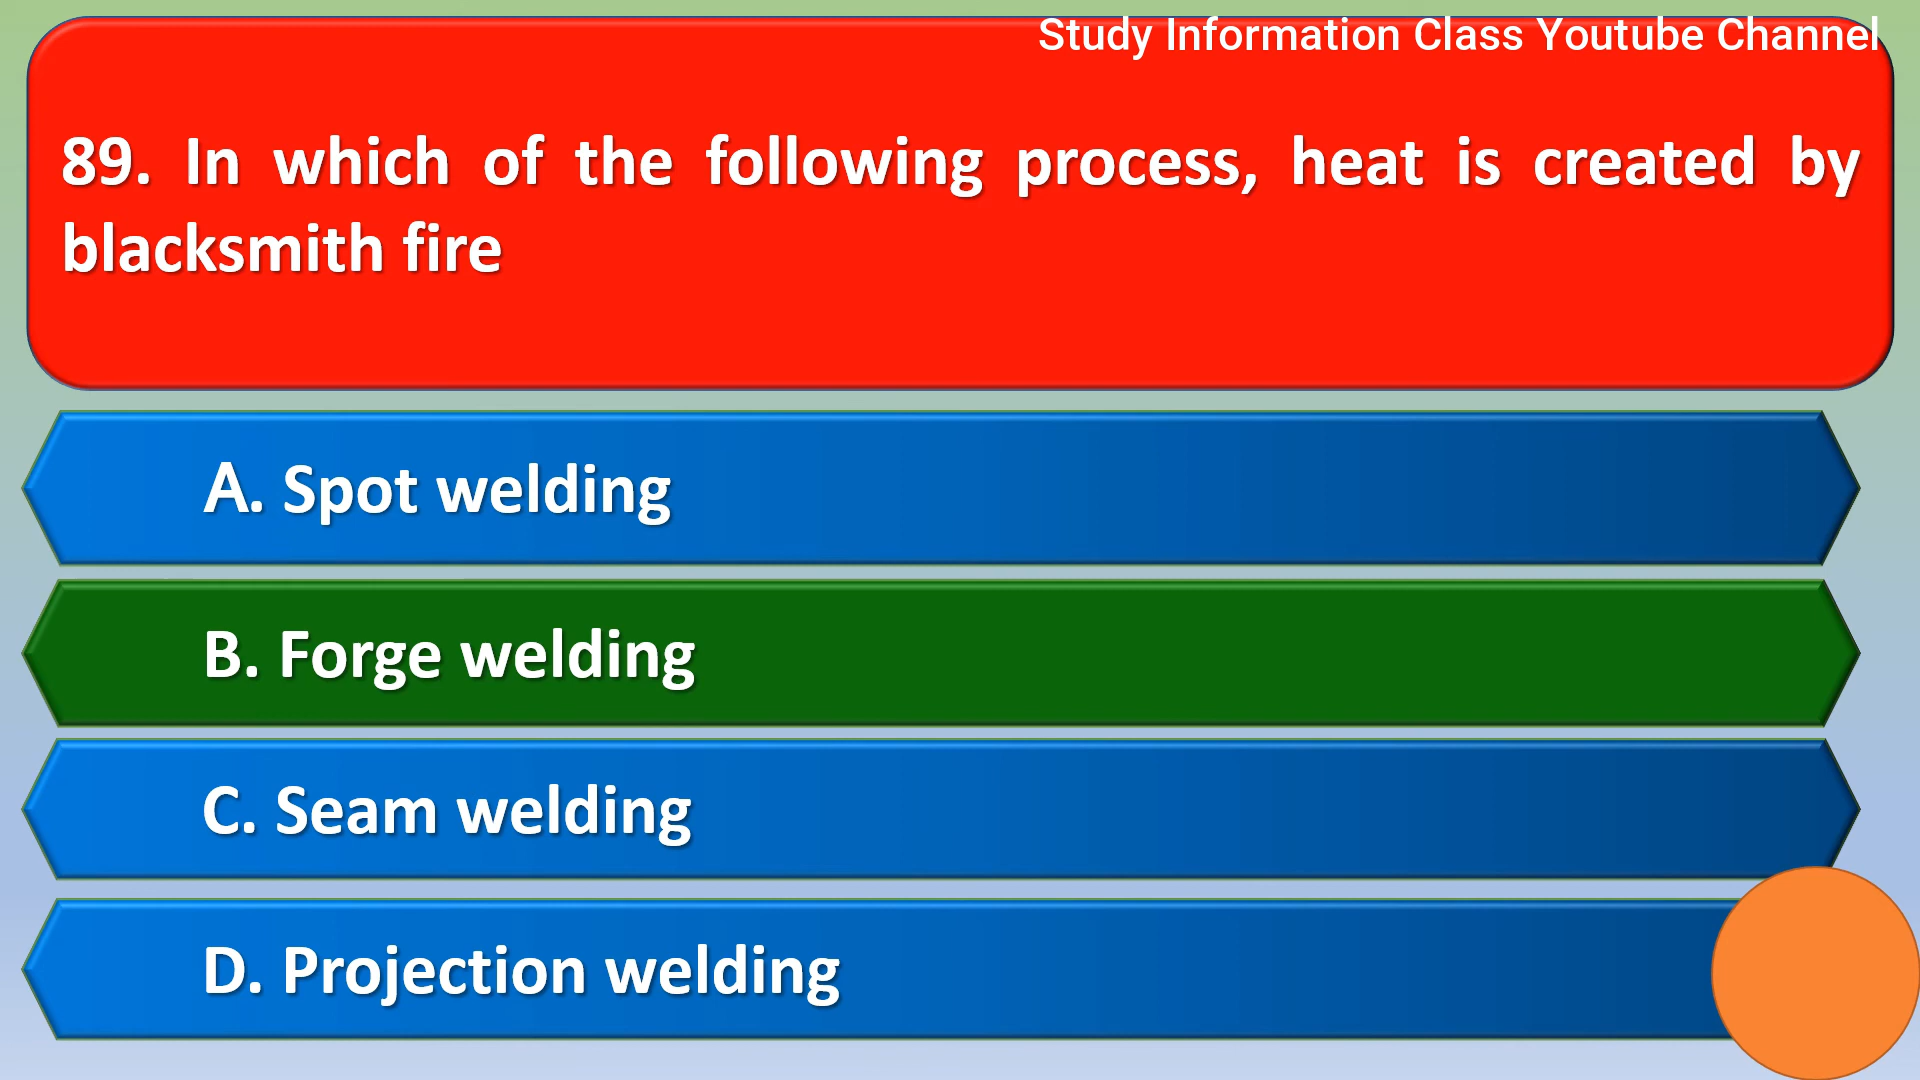 Study Information Class Youtube Channel
89. In which of the following process, heat is created by
blacksmith fire
A. Spot welding
B. Forge welding
C. Seam welding
D. Projection welding